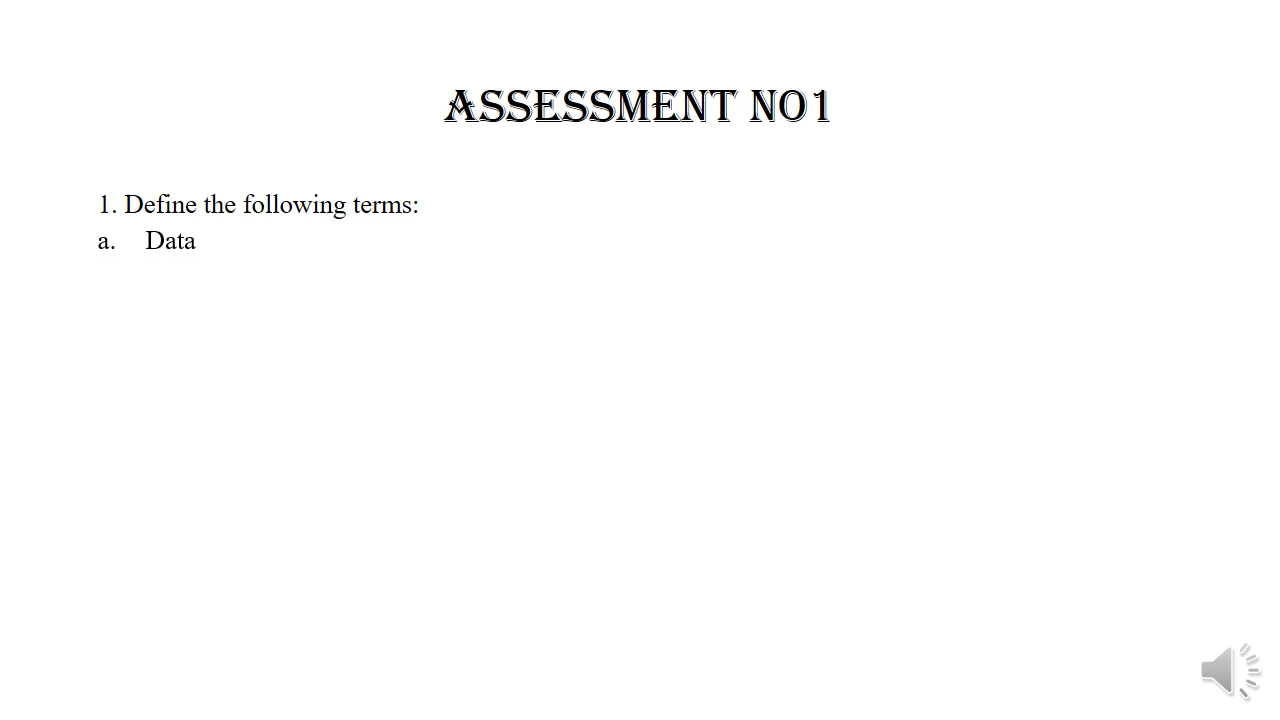 ASSESSMENT NO1
1. Define the following terms:
a. Data